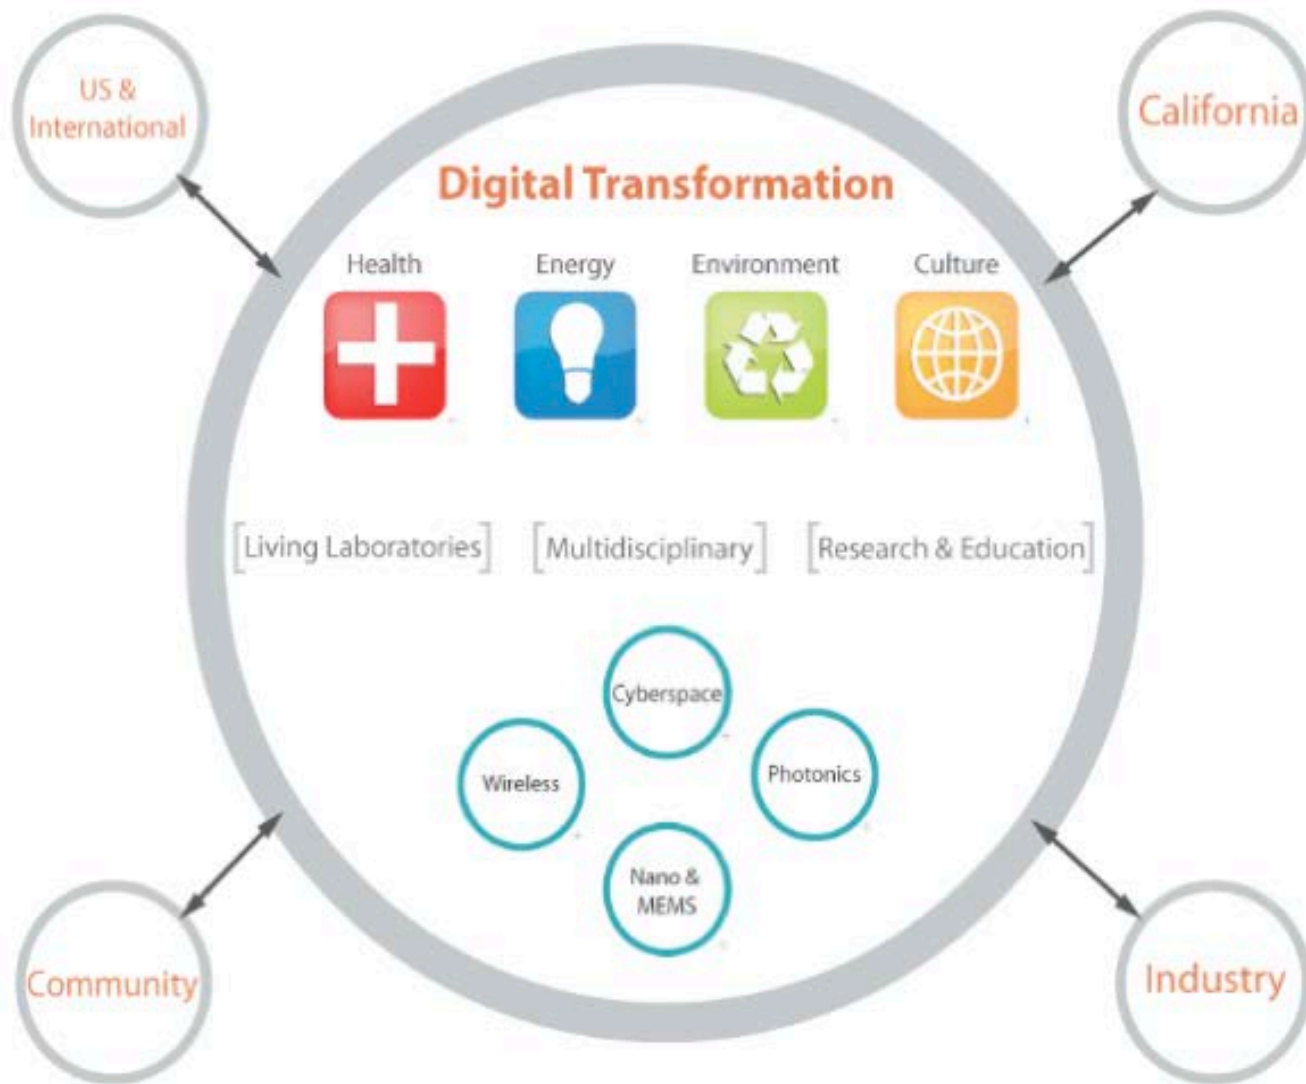 US &
International
California
Digital Transformation
Health Energy Environment Culture
[Living Laboratories] [Multidisciplinary] [Research & Education]
Cyberspace
Wireless
Photonics
Nano &
MEMS
Community
Industry